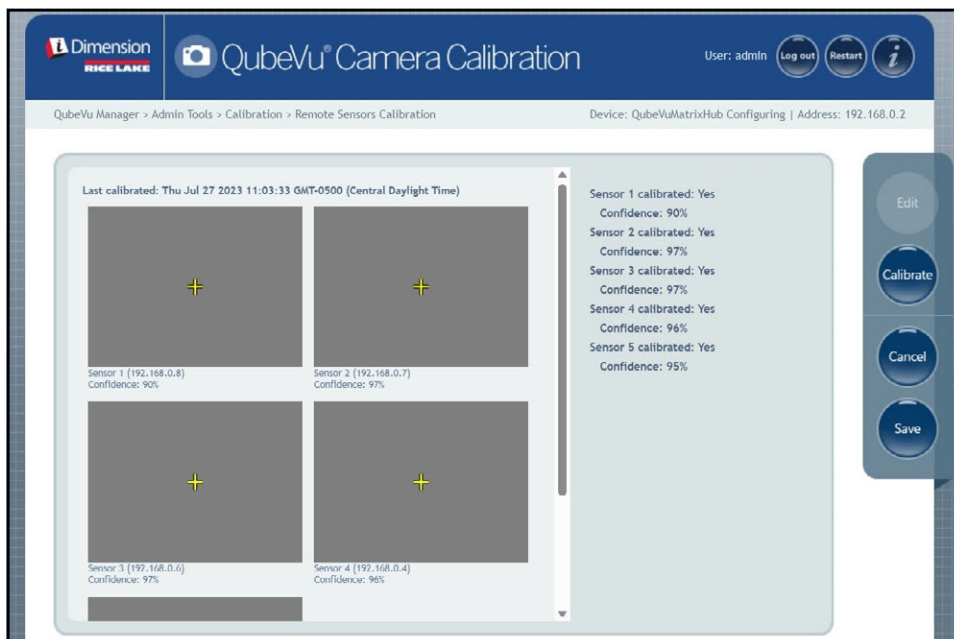 iDimension
RICE LAKE
QubeVu® Camera Calibration
User: admin
Log out
Restart
i
QubeVu Manager > Admin Tools > Calibration > Remote Sensors Calibration
Device: QubeVuMatrixHub Configuring | Address: 192.168.0.2
Last calibrated: Thu Jul 27 2023 11:03:33 GMT-0500 (Central Daylight Time)
Sensor 1 (192.168.0.8)
Confidence: 90%
Sensor 2 (192.168.0.7)
Confidence: 97%
Sensor 3 (192.168.0.6)
Confidence: 97%
Sensor 4 (192.168.0.4)
Confidence: 96%
Sensor 1 calibrated: Yes
Confidence: 90%
Sensor 2 calibrated: Yes
Confidence: 97%
Sensor 3 calibrated: Yes
Confidence: 97%
Sensor 4 calibrated: Yes
Confidence: 96%
Sensor 5 calibrated: Yes
Confidence: 95%
Edit
Calibrate
Cancel
Save